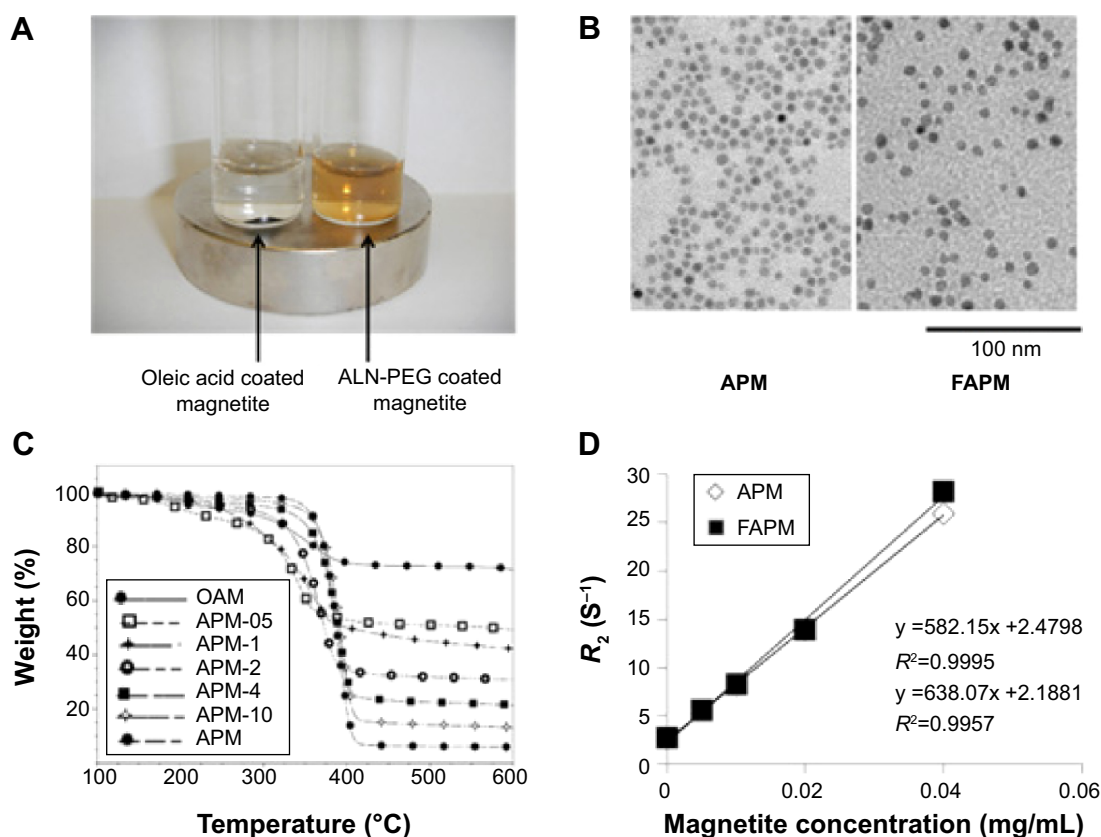 A
Oleic acid coated
magnetite
ALN-PEG coated
magnetite
B
100 nm
APM
FAPM
C
Weight (%)
100
80
60
40
20
OAM
APM-05
APM-1
APM-2
APM-4
APM-10
APM
100
200
300
400
500
600
Temperature (°C)
D
R₂ (S⁻¹)
30
25
20
15
10
5
0
APM
FAPM
y =582.15x +2.4798
R²=0.9995
y =638.07x +2.1881
R²=0.9957
0
0.02
0.04
0.06
Magnetite concentration (mg/mL)